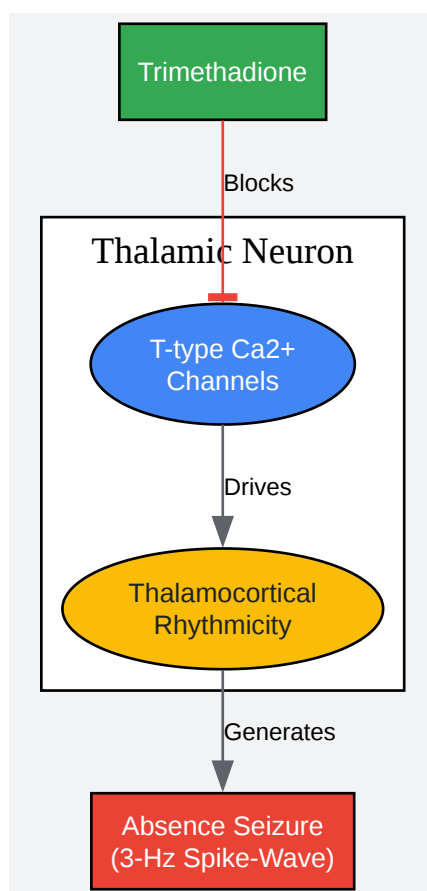 Trimethadione
Blocks
Thalamic Neuron
T-type Ca2+
Channels
Drives
Thalamocortical
Rhythmicity
Generates
Absence Seizure
(3-Hz Spike-Wave)